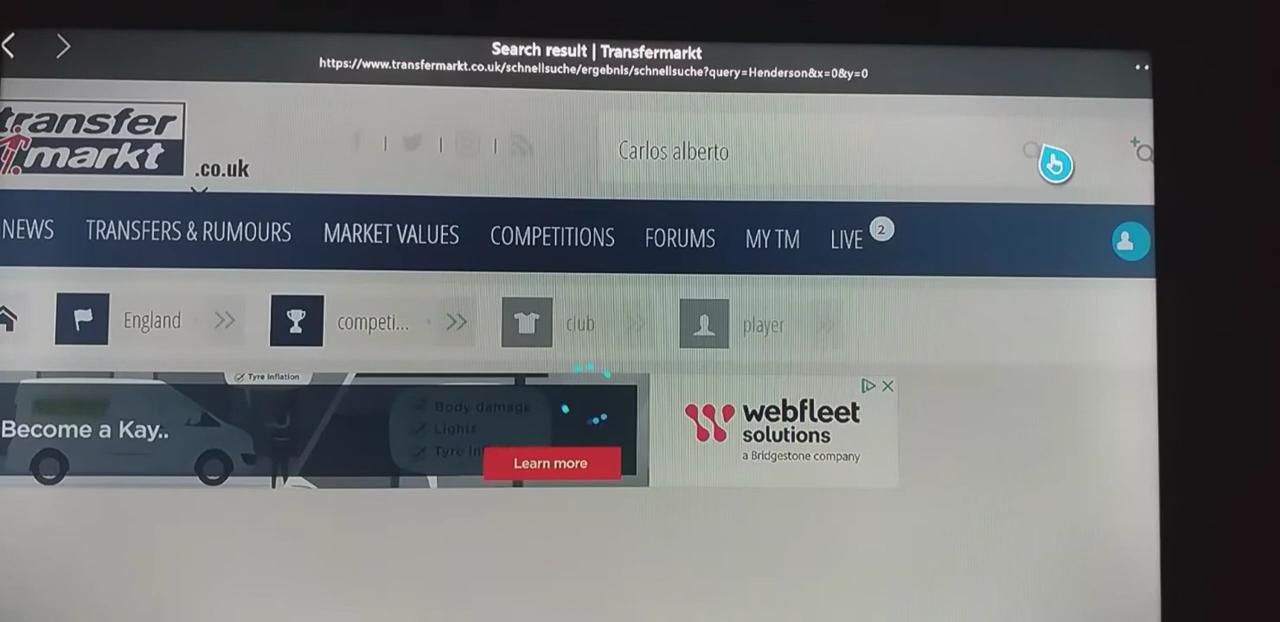 Search result | Transfermarkt
https://www.transfermarkt.co.uk/schnellsuche/ergebnis/schnellsuche?query=Henderson&x=0&y=0
transfer
markt
.co.uk
Carlos alberto
NEWS TRANSFERS & RUMOURS MARKET VALUES COMPETITIONS FORUMS MY TM LIVE 2
England competi... club player
Tyre inflation
Become a Kay..
Body damage
Lights
Tyre In
Learn more
webfleet
solutions
a Bridgestone company